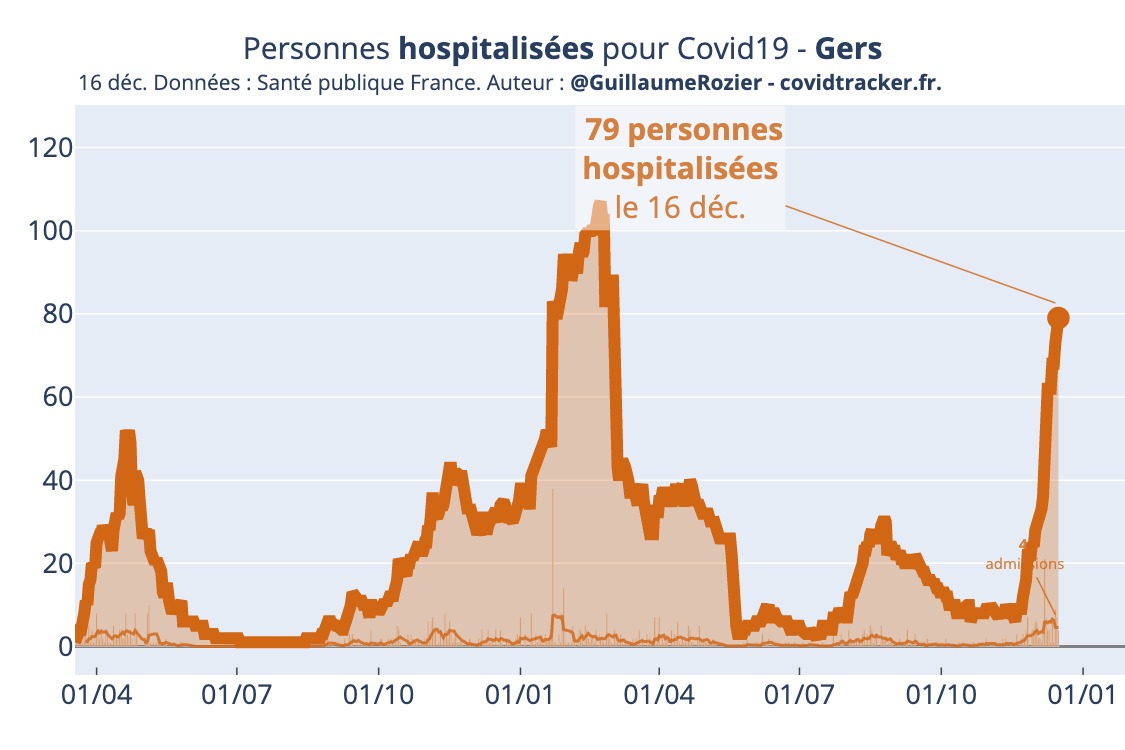 Personnes hospitalisées pour Covid19 - Gers
16 déc. Données : Santé publique France. Auteur : @GuillaumeRozier - covidtracker.fr.
79 personnes
hospitalisées
le 16 déc.
120
100
80
60
40
20
0
admissions
01/04
01/07
01/10
01/01
01/04
01/07
01/10
01/01